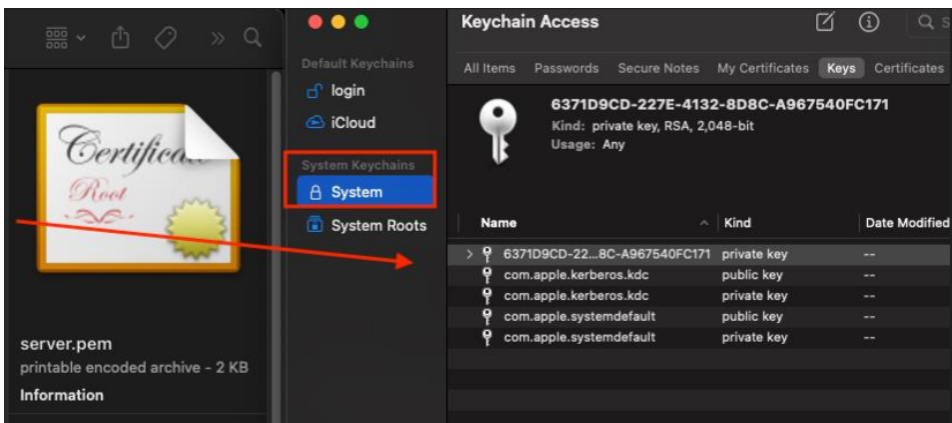 Certificat
Root
server.pem
printable encoded archive - 2 KB
Information
Default Keychains
login
iCloud
System Keychains
System
System Roots
Keychain Access
All Items Passwords Secure Notes My Certificates Keys Certificates
6371D9CD-227E-4132-8D8C-A967540FC171
Kind: private key, RSA, 2,048-bit
Usage: Any
Name Kind Date Modified
6371D9CD-22...8C-A967540FC171 private key --
com.apple.kerberos.kdc public key --
com.apple.kerberos.kdc private key --
com.apple.systemdefault public key --
com.apple.systemdefault private key --